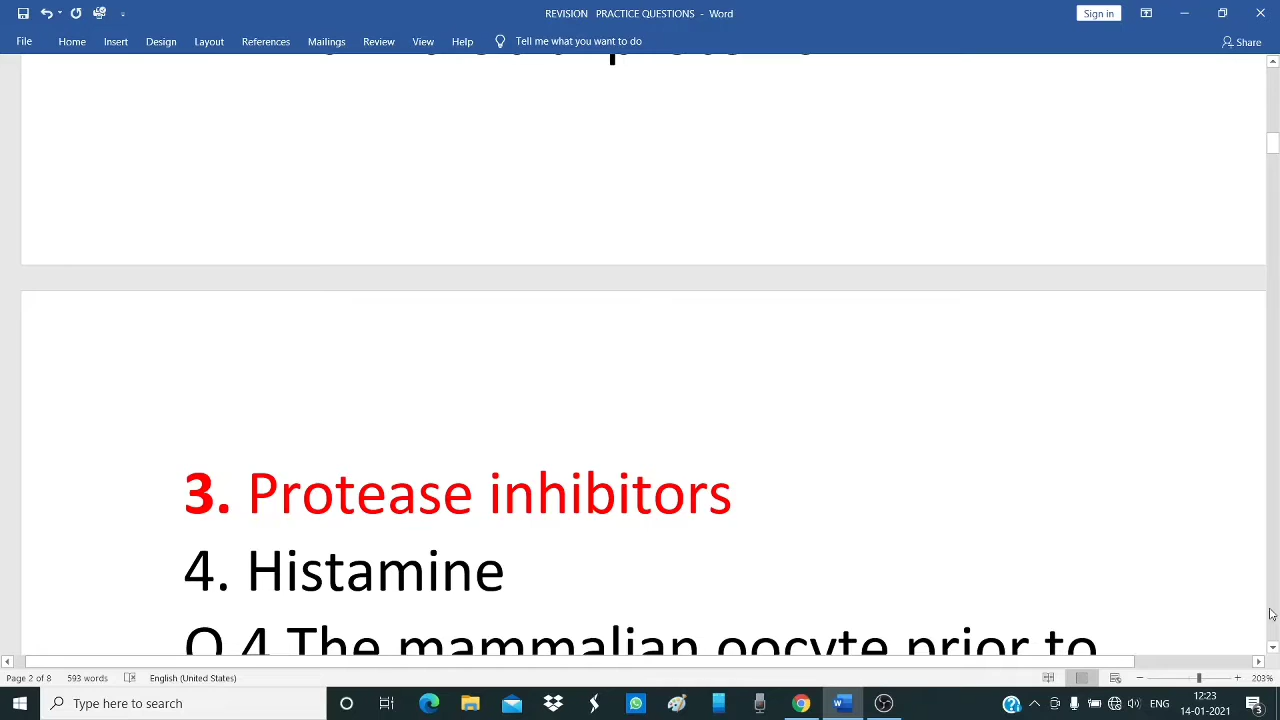 REVISION PRACTICE QUESTIONS - Word
Sign in
File Home Insert Design Layout References Mailings Review View Help Tell me what you want to do Share
3. Protease inhibitors
4. Histamine
Q.4 The mammalian oocyte prior to
Page 2 of 8 593 words English (United States) 203%
Type here to search
ENG
12:23
14-01-2021
3